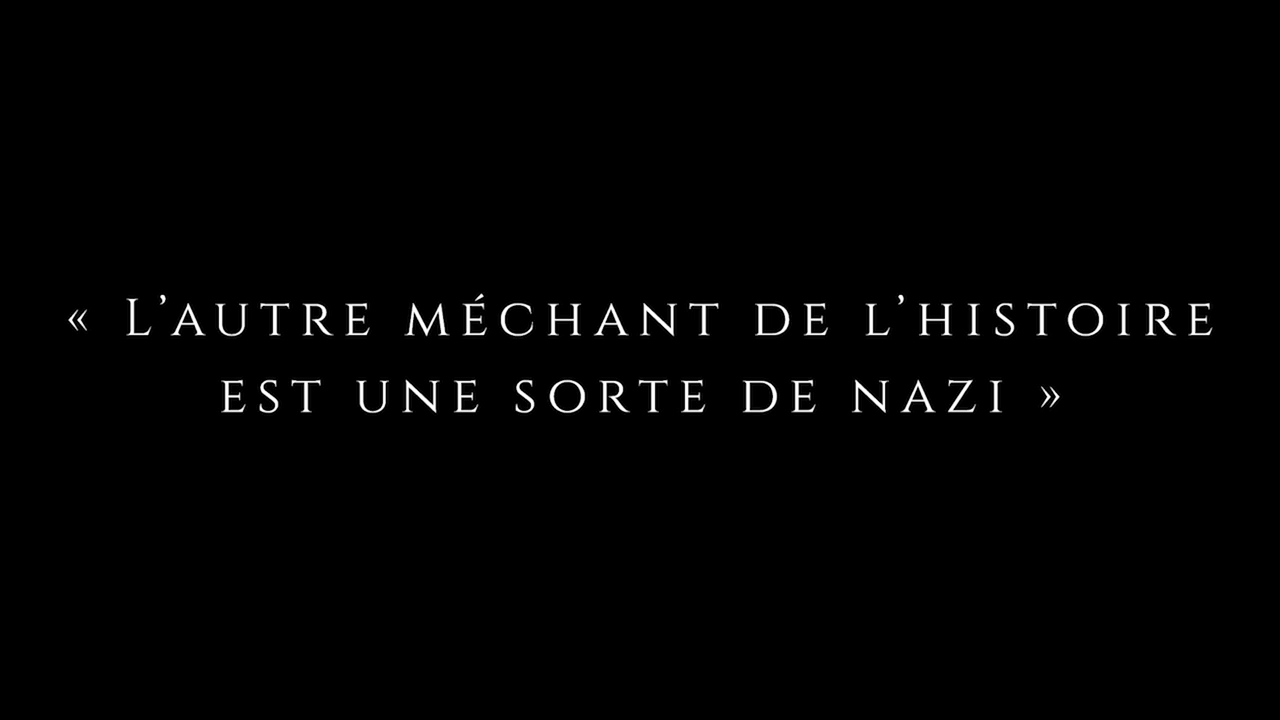 « L’autre méchant de l’histoire
est une sorte de nazi »